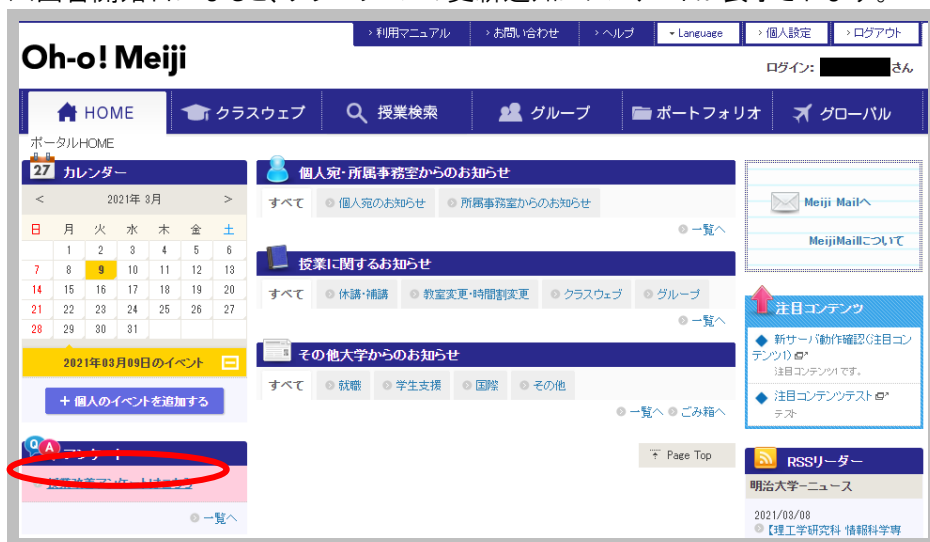 Oh-o! Meiji
利用マニュアル
お問い合わせ
ヘルプ
Language
個人設定
ログアウト
ログイン: さん
HOME
クラスウェブ
授業検索
グループ
ポートフォリオ
グローバル
ポータルHOME
27 カレンダー
< 2021年 3月 >
日 月 火 水 木 金 土
1 2 3 4 5 6
7 8 9 10 11 12 13
14 15 16 17 18 19 20
21 22 23 24 25 26 27
28 29 30 31
2021年03月09日のイベント
+ 個人のイベントを追加する
Q A アンケート
授業改善アンケートはこちら
一覧へ
個人宛・所属事務室からのお知らせ
すべて 個人宛のお知らせ 所属事務室からのお知らせ
一覧へ
授業に関するお知らせ
すべて 休講・補講 教室変更・時間割変更 クラスウェブ グループ
一覧へ
その他大学からのお知らせ
すべて 就職 学生支援 国際 その他
一覧へ ごみ箱へ
Page Top
Meiji Mailへ
MeijiMailについて
注目コンテンツ
新サーバ動作確認(注目コン
テンツ1)
注目コンテンツ1です。
注目コンテンツテスト
テスト
RSSリーダー
明治大学-ニュース
2021/03/08
【理工学研究科 情報科学専